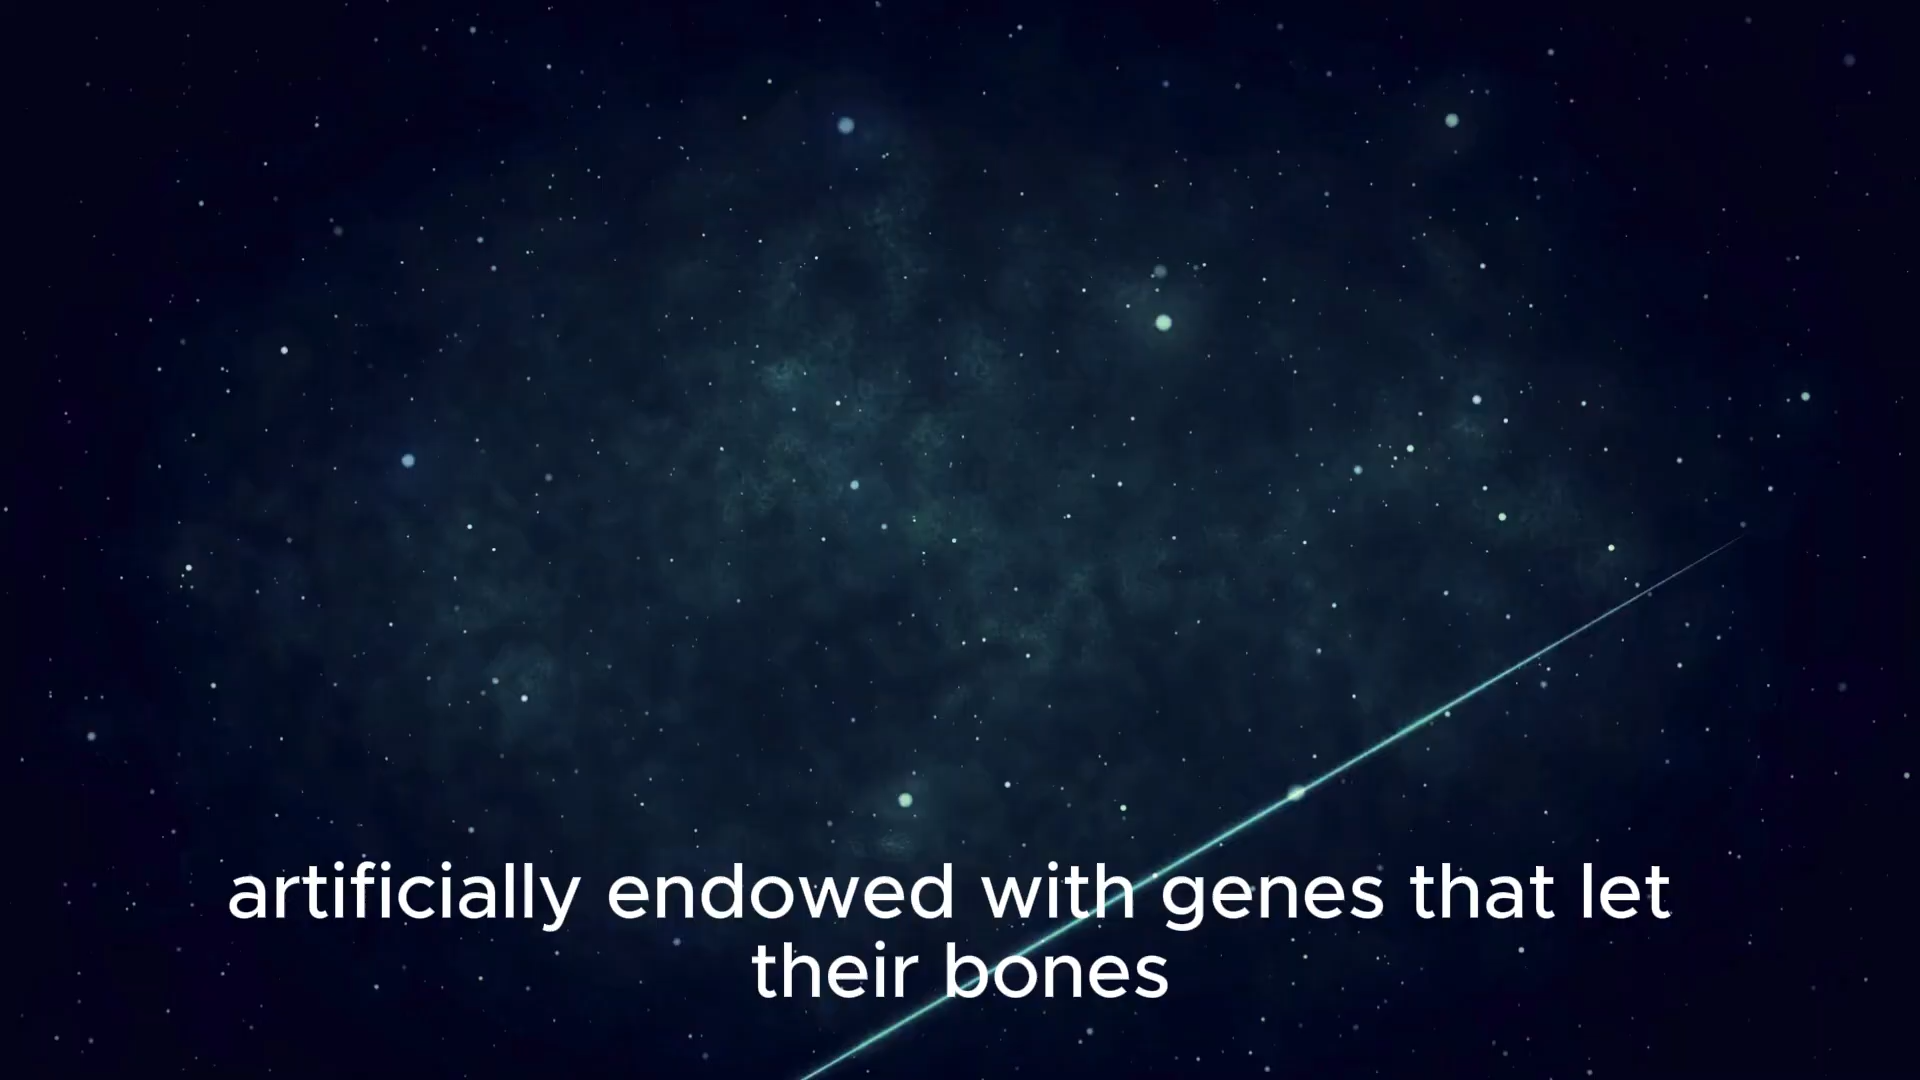 artificially endowed with genes that let
their bones